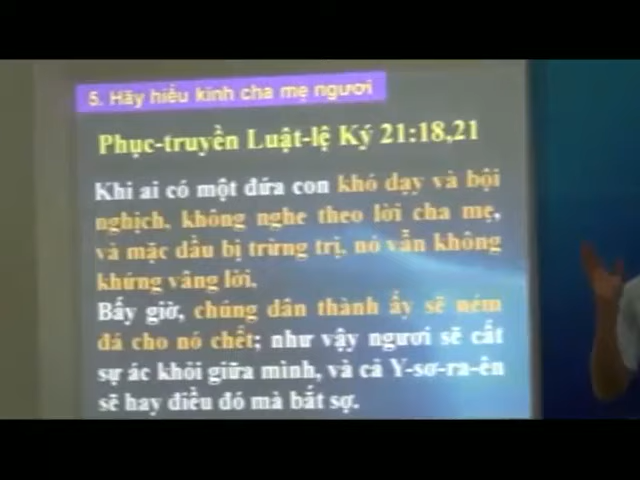 5. Hãy hiếu kính cha mẹ ngươi
Phục-truyền Luật-lệ Ký 21:18,21
Khi ai có một đứa con khó dạy và bội
nghịch, không nghe theo lời cha mẹ,
và mặc dầu bị trừng trị, nó vẫn không
khứng vâng lời.
Bấy giờ, chúng dân thành ấy sẽ ném
đá cho nó chết; như vậy ngươi sẽ cất
sự ác khỏi giữa mình, và cả Y-sơ-ra-ên
sẽ hay điều đó mà bắt sợ.